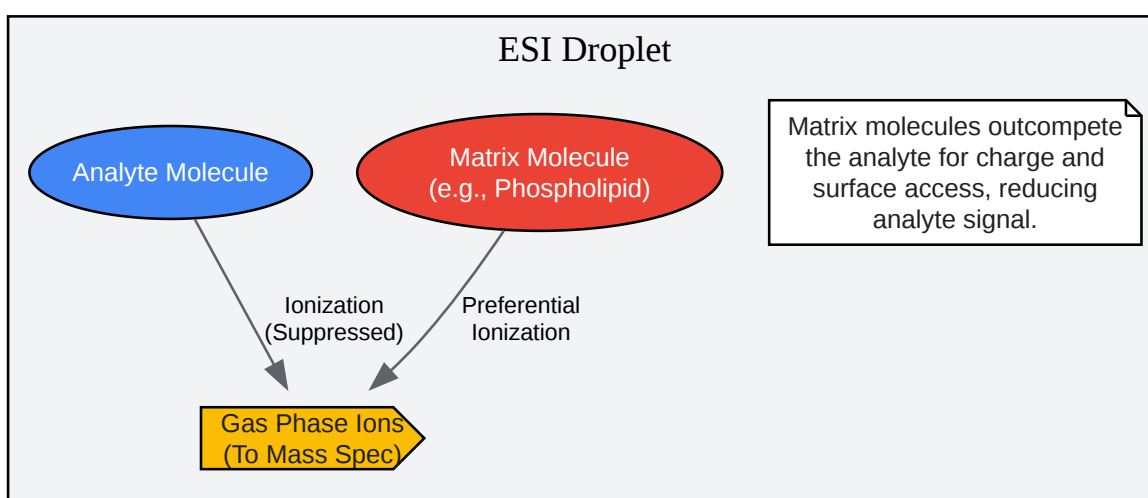 ESI Droplet
Analyte Molecule
Matrix Molecule
(e.g., Phospholipid)
Matrix molecules outcompete
the analyte for charge and
surface access, reducing
analyte signal.
Ionization
(Suppressed)
Preferential
Ionization
Gas Phase Ions
(To Mass Spec)